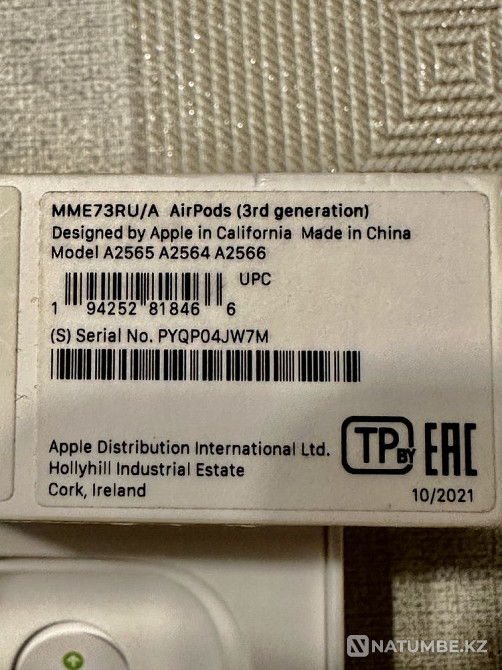 MME73RU/A AirPods (3rd generation)
Designed by Apple in California Made in China
Model A2565 A2564 A2566
UPC
1 94252 81846 6
(S) Serial No. PYQP04JW7M
Apple Distribution International Ltd.
Hollyhill Industrial Estate
Cork, Ireland
TP BY EAC
10/2021
NATUMBE.KZ